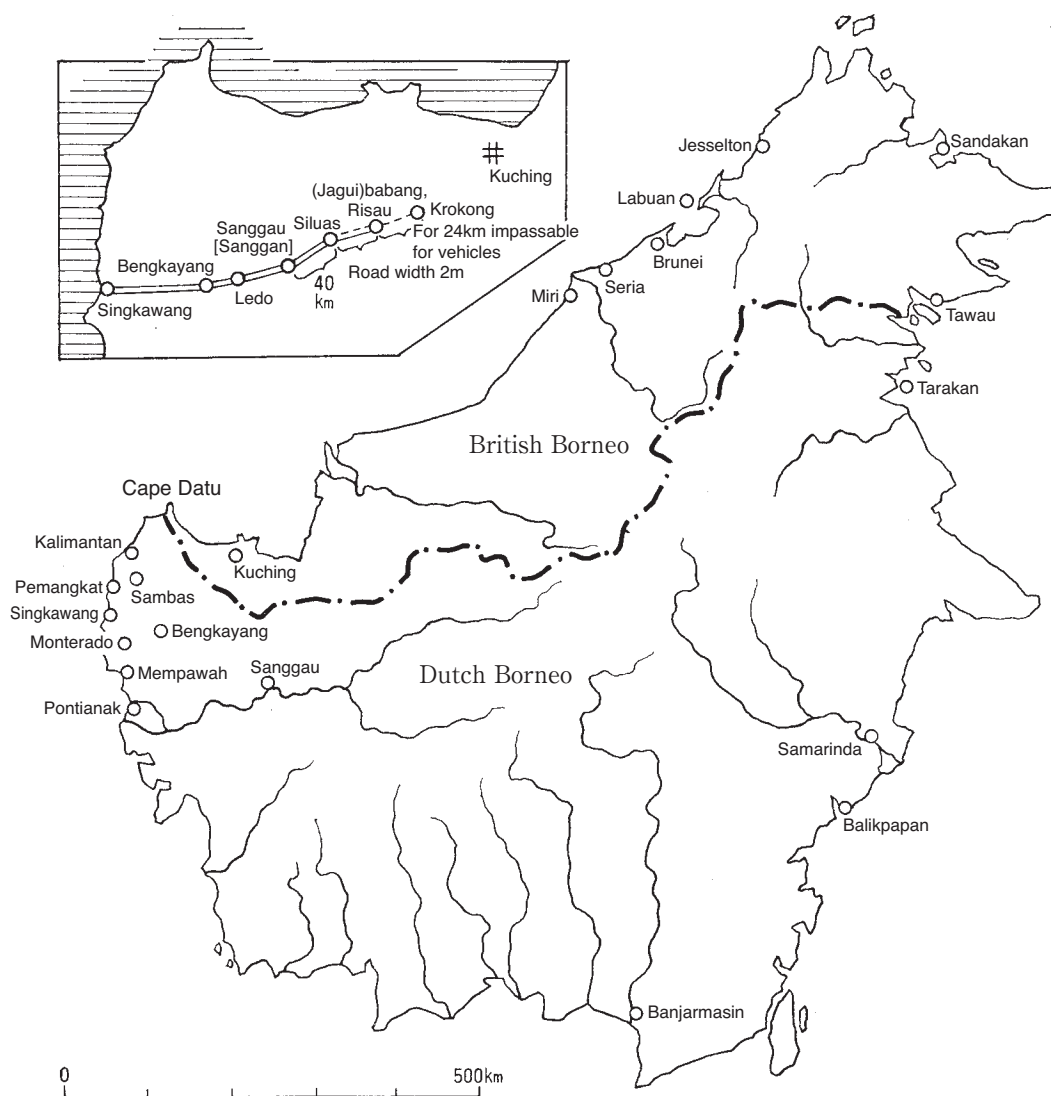 Kuching
(Jagui)babang,
Risau
Krokong
Siluas
Sanggau
[Sanggan]
For 24km impassable
for vehicles
Road width 2m
Bengkayang
40
km
Ledo
Singkawang
Jesselton
Sandakan
Labuan
Brunei
Seria
Miri
Tawau
Tarakan
British Borneo
Cape Datu
Kalimantan
Kuching
Pemangkat
Sambas
Singkawang
Bengkayang
Monterado
Mempawah
Sanggau
Dutch Borneo
Pontianak
Samarinda
Balikpapan
Banjarmasin
0
500km